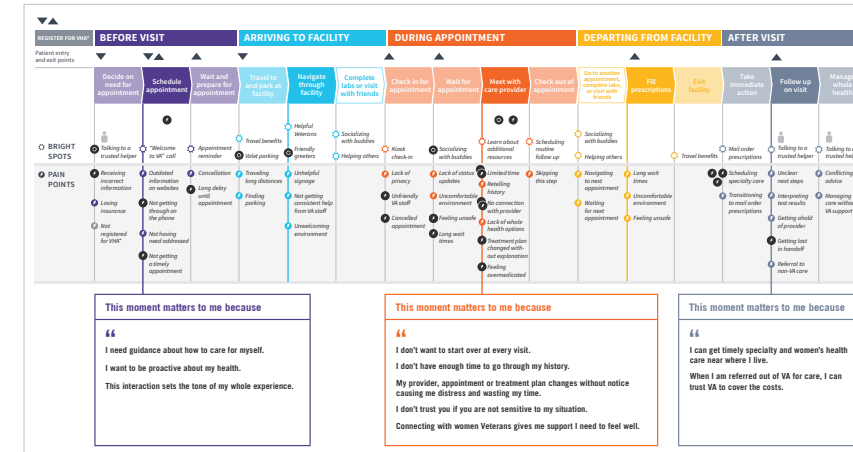 REGISTER FOR VHA*
BEFORE VISIT
ARRIVING TO FACILITY
DURING APPOINTMENT
DEPARTING FROM FACILITY
AFTER VISIT
Patient entry
and exit points
Decide on
need for
appointment
Schedule
appointment
Wait and
prepare for
appointment
Travel to
and park at
facility
Navigate
through
facility
Complete
labs or visit
with friends
Check in for
appointment
Wait for
appointment
Meet with
care provider
Check out of
appointment
Go to another
appointment,
complete labs,
or visit with
friends
Fill
prescriptions
Exit
facility
Take
immediate
action
Follow up
on visit
Manage
whole
health
BRIGHT
SPOTS
Talking to a
trusted helper
"Welcome
to VA" call
Appointment
reminder
Travel benefits
Valet parking
Helpful
Veterans
Friendly
greeters
Socializing
with buddies
Helping others
Kiosk
check-in
Socializing
with buddies
Learn about
additional
resources
Scheduling
routine
follow up
Socializing
with buddies
Helping others
Travel benefits
Mail order
prescriptions
Talking to a
trusted helper
Talking to a
trusted hel
PAIN
POINTS
Receiving
incorrect
information
Losing
insurance
Not
registered
for VHA*
Outdated
information
on websites
Not getting
through on
the phone
Not having
need addressed
Not getting
a timely
appointment
Cancellation
Long delay
until
appointment
Traveling
long distances
Finding
parking
Unhelpful
signage
Not getting
consistent help
from VA staff
Unwelcoming
environment
Lack of
privacy
Unfriendly
VA staff
Cancelled
appointment
Lack of status
updates
Uncomfortable
environment
Feeling unsafe
Long wait
times
Limited time
Retelling
history
No connection
with provider
Lack of whole
health options
Treatment plan
changed with-
out explanation
Feeling
overmedicated
Skipping
this step
Navigating
to next
appointment
Waiting
for next
appointment
Long wait
times
Uncomfortable
environment
Feeling unsafe
Scheduling
specialty care
Transitioning
to mail order
prescriptions
Unclear
next steps
Interpreting
test results
Getting ahold
of provider
Getting lost
in handoff
Referral to
non-VA care
Conflicting
advice
Managing
care withou
VA support
This moment matters to me because
“
I need guidance about how to care for myself.
I want to be proactive about my health.
This interaction sets the tone of my whole experience.
This moment matters to me because
“
I don't want to start over at every visit.
I don't have enough time to go through my history.
My provider, appointment or treatment plan changes without notice
causing me distress and wasting my time.
I don't trust you if you are not sensitive to my situation.
Connecting with women Veterans gives me support I need to feel well.
This moment matters to me because
“
I can get timely specialty and women's health
care near where I live.
When I am referred out of VA for care, I can
trust VA to cover the costs.